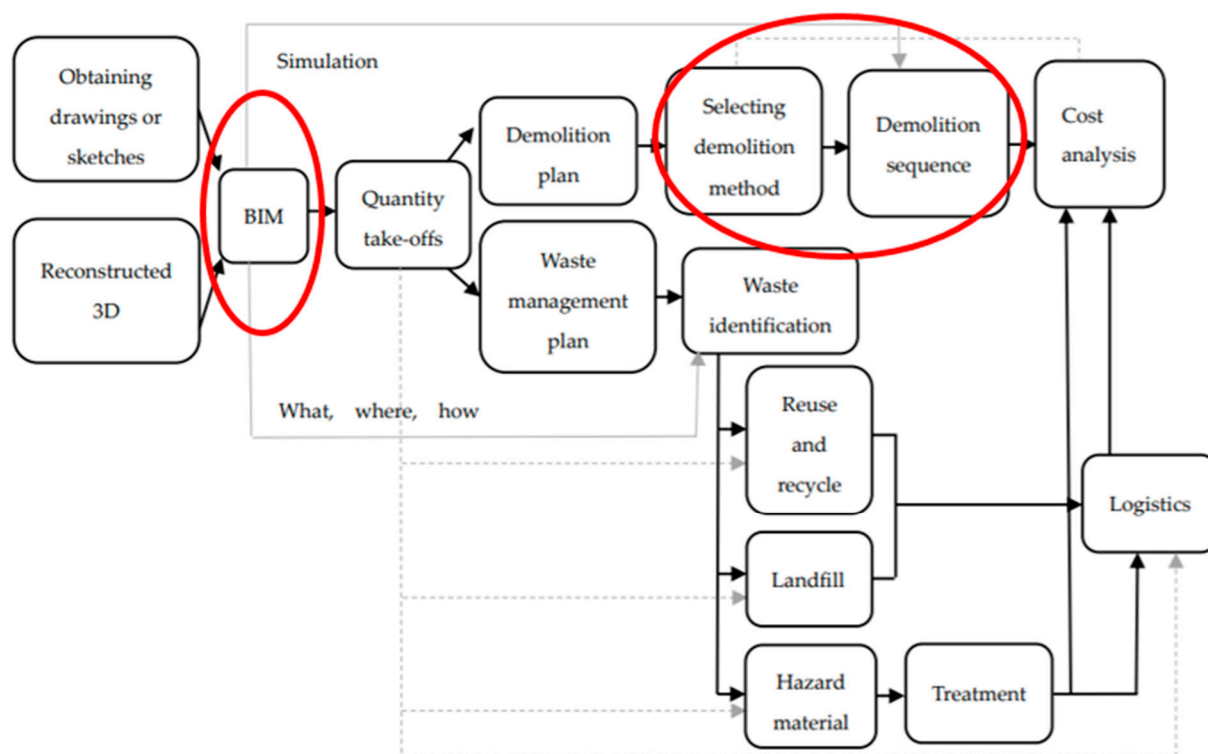 Obtaining
drawings or
sketches
Reconstructed
3D
BIM
Simulation
What, where, how
Quantity
take-offs
Demolition
plan
Waste
management
plan
Selecting
demolition
method
Demolition
sequence
Cost
analysis
Waste
identification
Reuse
and
recycle
Landfill
Hazard
material
Treatment
Logistics